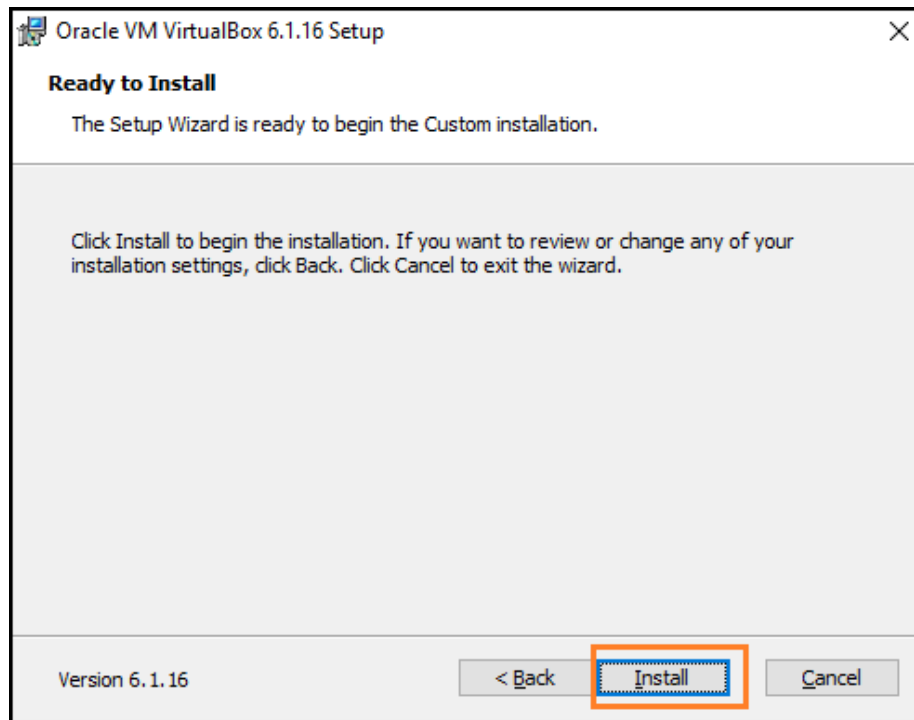 Oracle VM VirtualBox 6.1.16 Setup
Ready to Install
The Setup Wizard is ready to begin the Custom installation.
Click Install to begin the installation. If you want to review or change any of your
installation settings, click Back. Click Cancel to exit the wizard.
Version 6.1.16
< Back
Install
Cancel